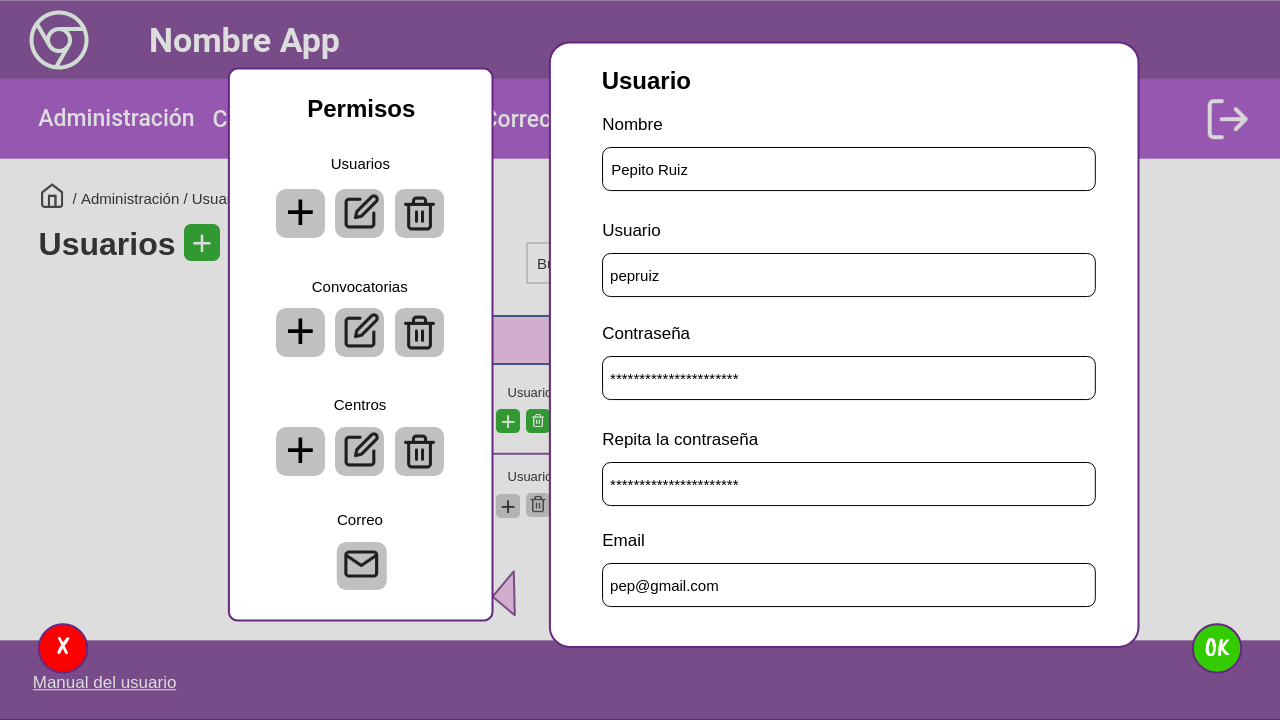 Nombre App
Administración C Correo
/ Administración / Usua
Usuarios
Bu
Usuario
Usuario
Permisos
Usuarios
Convocatorias
Centros
Correo
Usuario
Nombre
Pepito Ruiz
Usuario
pepruiz
Contraseña
**********************
Repita la contraseña
**********************
Email
pep@gmail.com
X
OK
Manual del usuario